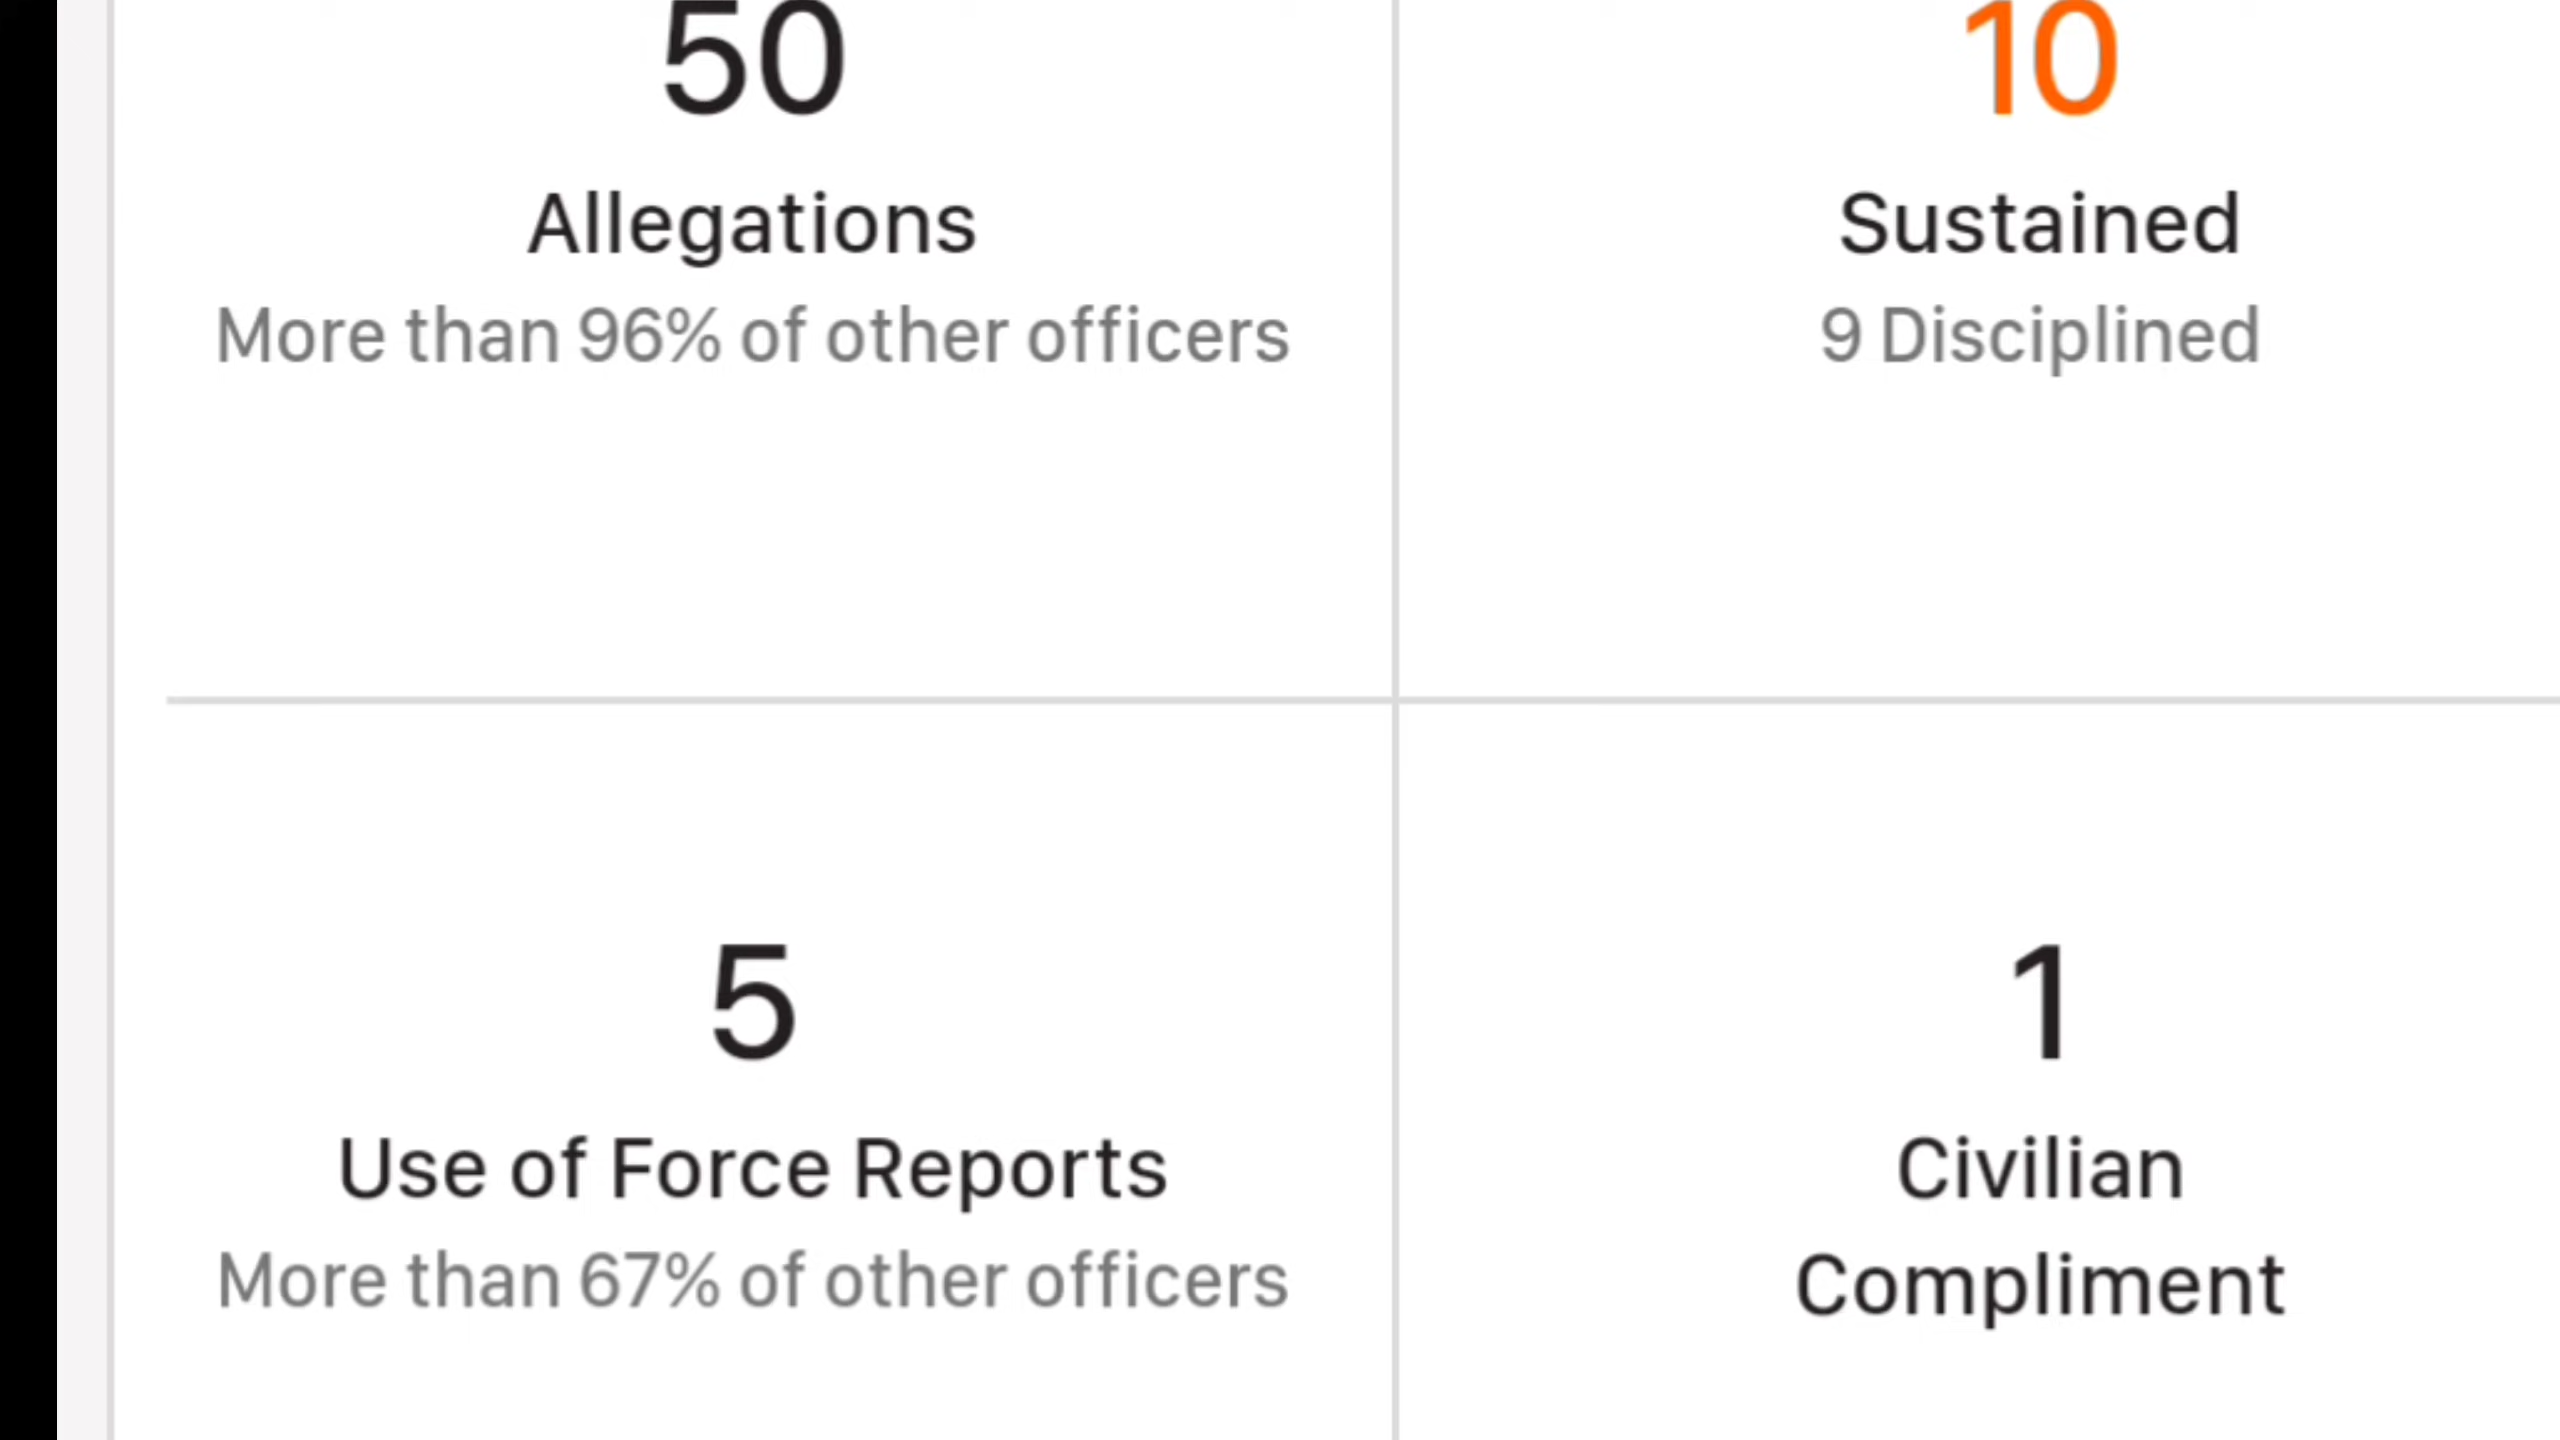 50
Allegations
More than 96% of other officers
10
Sustained
9 Disciplined
5
Use of Force Reports
More than 67% of other officers
1
Civilian
Compliment